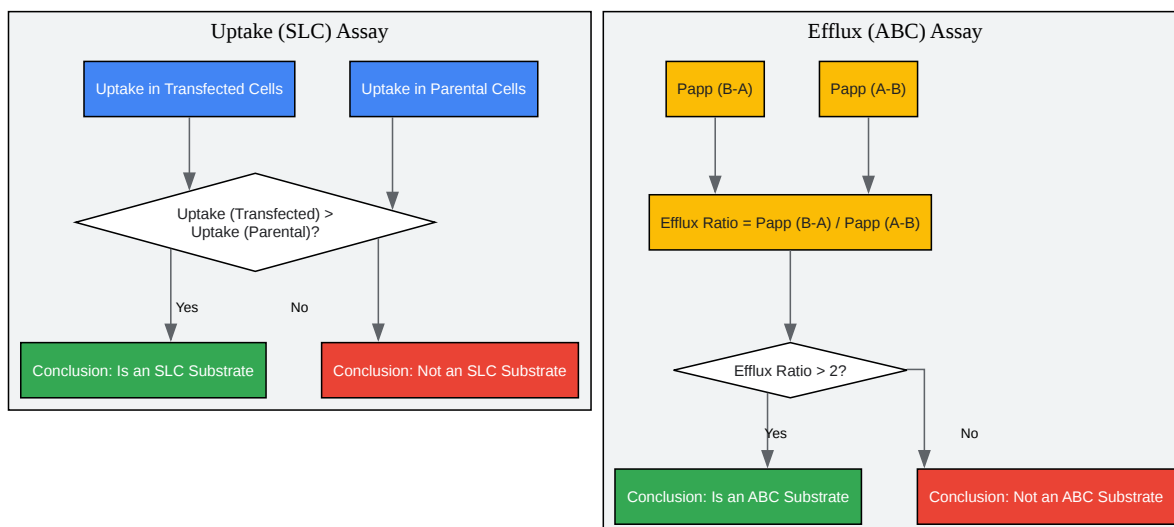 Uptake (SLC) Assay
Uptake in Transfected Cells
Uptake in Parental Cells
Uptake (Transfected) >
Uptake (Parental)?
Yes
No
Conclusion: Is an SLC Substrate
Conclusion: Not an SLC Substrate
Efflux (ABC) Assay
Papp (B-A)
Papp (A-B)
Efflux Ratio = Papp (B-A) / Papp (A-B)
Efflux Ratio > 2?
Yes
No
Conclusion: Is an ABC Substrate
Conclusion: Not an ABC Substrate